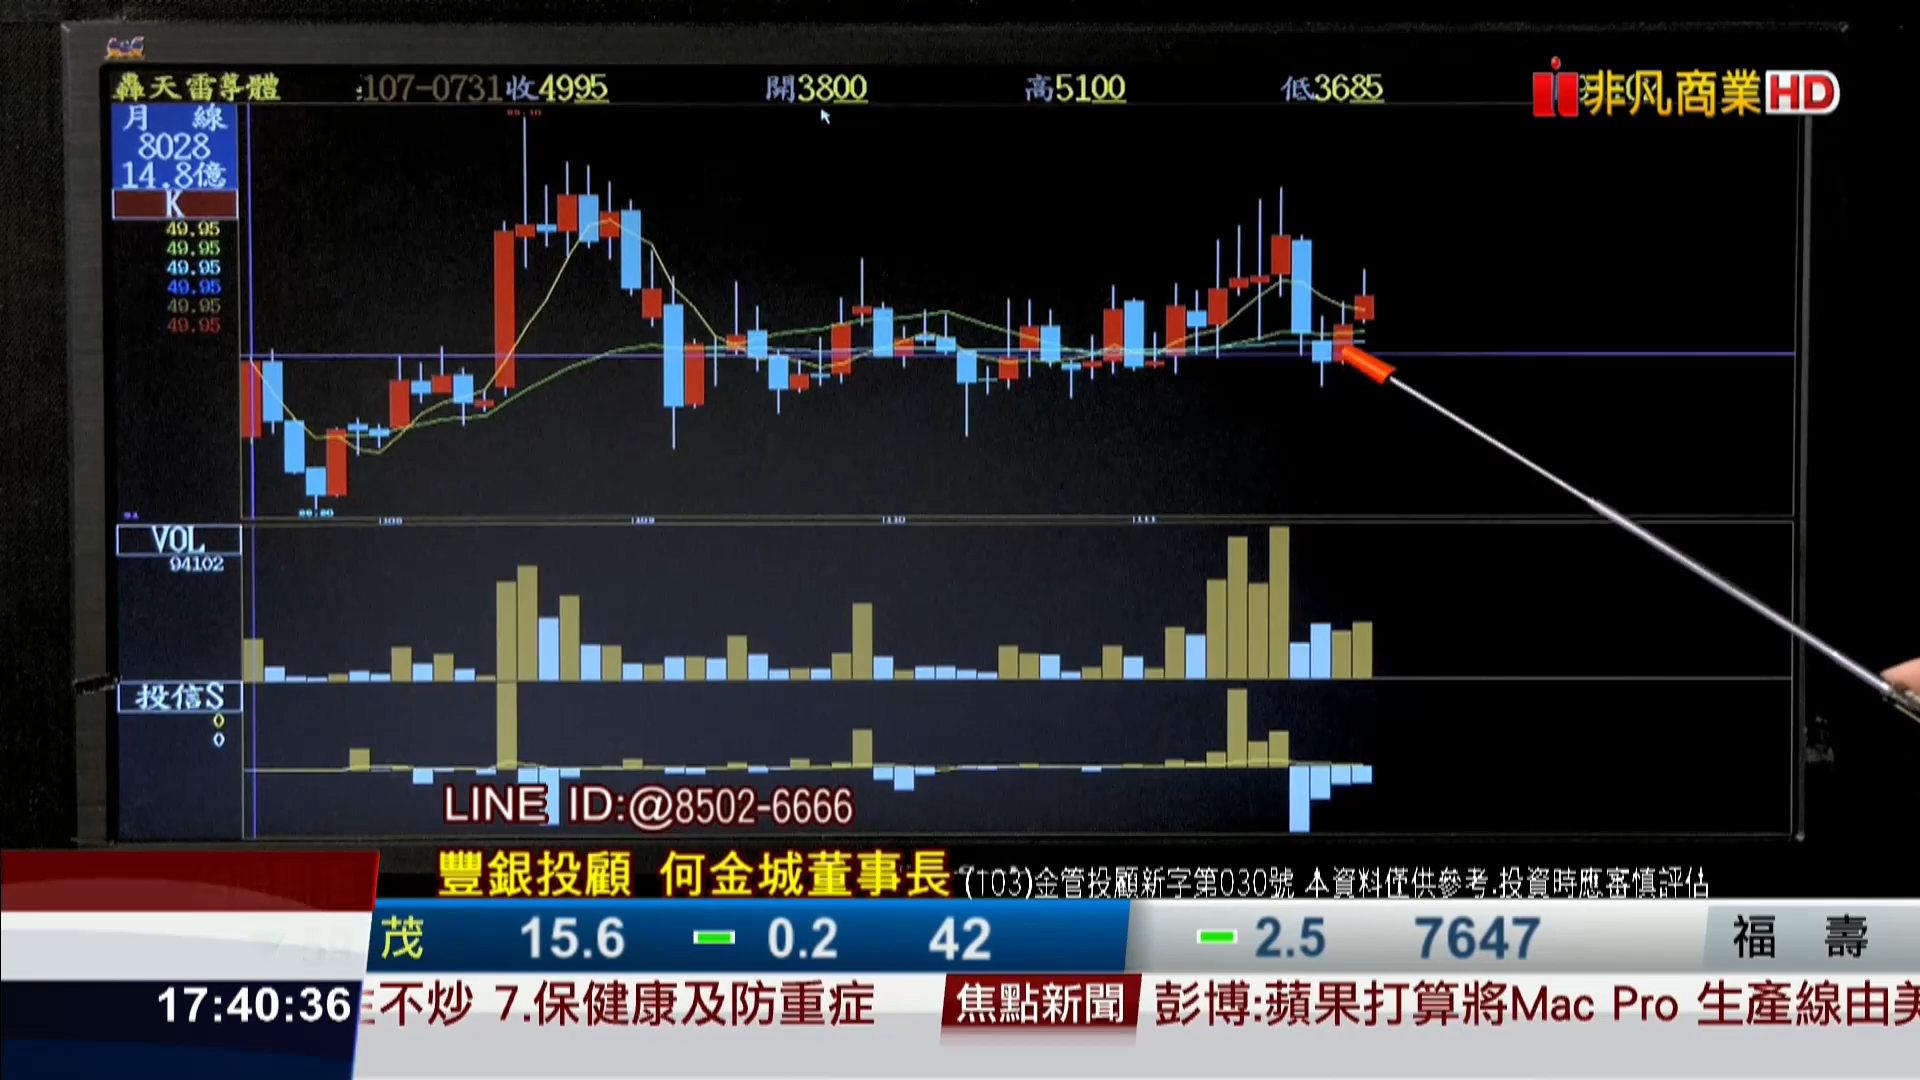 轟天雷導體 107-0731收4995 開3800 高5100 低3685
非凡商業HD
月 線
8028
14.8億
K
49.95
49.95
49.95
49.95
49.95
49.95
VOL
94102
投信S
0
0
LINE ID:@8502-6666
豐銀投顧 何金城董事長 (103)金管投顧新字第030號 本資料僅供參考.投資時應審慎評估
茂 15.6 0.2 42 2.5 7647 福 壽
17:40:36 不炒 7.保健康及防重症 焦點新聞 彭博:蘋果打算將Mac Pro 生產線由美